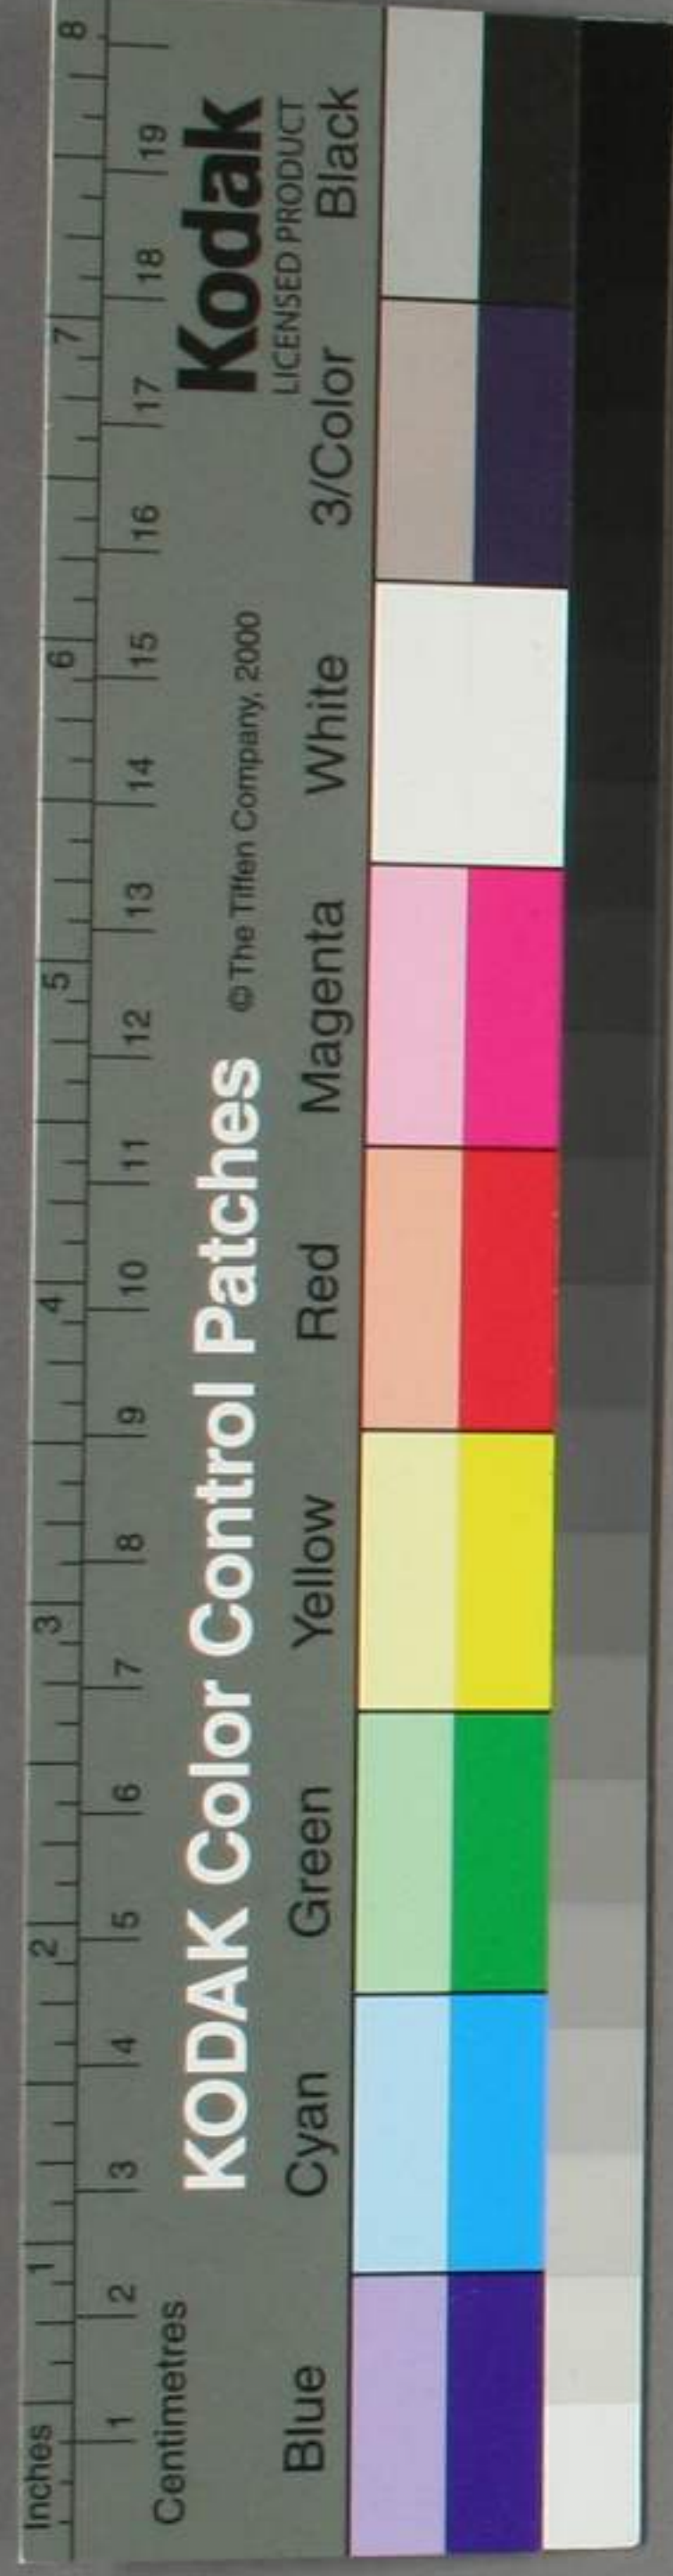 Inches 1 2 3 4 5 6 7 8
Centimetres 1 2 3 4 5 6 7 8 9 10 11 12 13 14 15 16 17 18 19
KODAK Color Control Patches © The Tiffen Company, 2000 Kodak
LICENSED PRODUCT
Blue Cyan Green Yellow Red Magenta White 3/Color Black